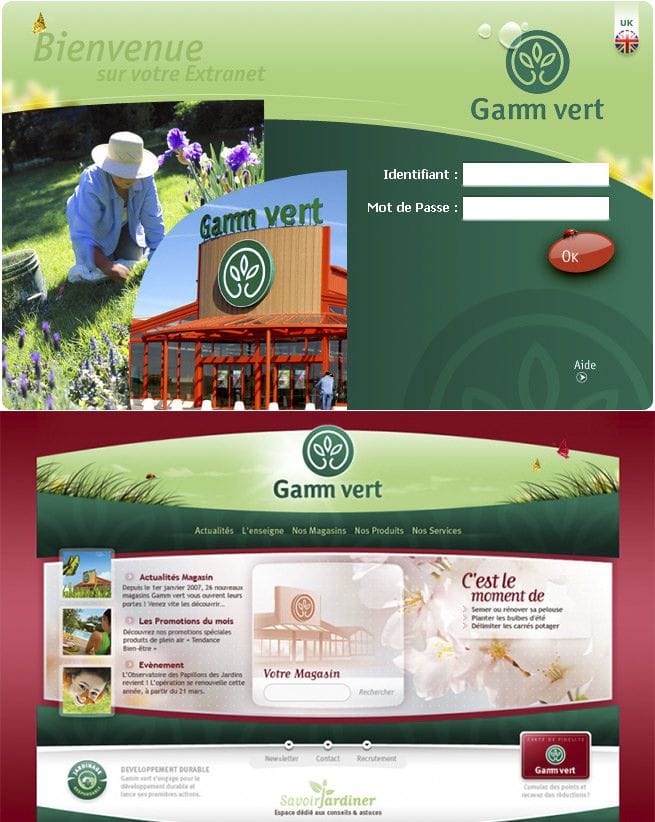 Bienvenue
sur votre Extranet
UK
Gamm vert
Gamm vert
Identifiant :
Mot de Passe :
Ok
Aide
Gamm vert
Actualités L'enseigne Nos Magasins Nos Produits Nos Services
Actualités Magasin
Depuis le 1er janvier 2007, 26 nouveaux
magasins Gamm vert vous ouvrent leurs
portes ! Venez vite les découvrir...
Les Promotions du mois
Découvrez nos promotions spéciales
produits de plein air « Tendance
Bien-être »
Evènement
L'Observatoire des Papillons des Jardins
revient ! L'opération se renouvelle cette
année, à partir du 21 mars.
Votre Magasin
Rechercher
C'est le
moment de
Semer ou rénover sa pelouse
Planter les bulbes d'été
Délimiter les carrés potager
Newsletter Contact Recrutement
JARDINAGE
RESPONSABLE
DEVELOPPEMENT DURABLE
Gamm vert s'engage pour le
développement durable et
lance ses premières actions.
SavoirJardiner
Espace dédié aux conseils & astuces
CARTE DE FIDELITE
Gamm vert
Cumulez des points et
recevez des réductions !